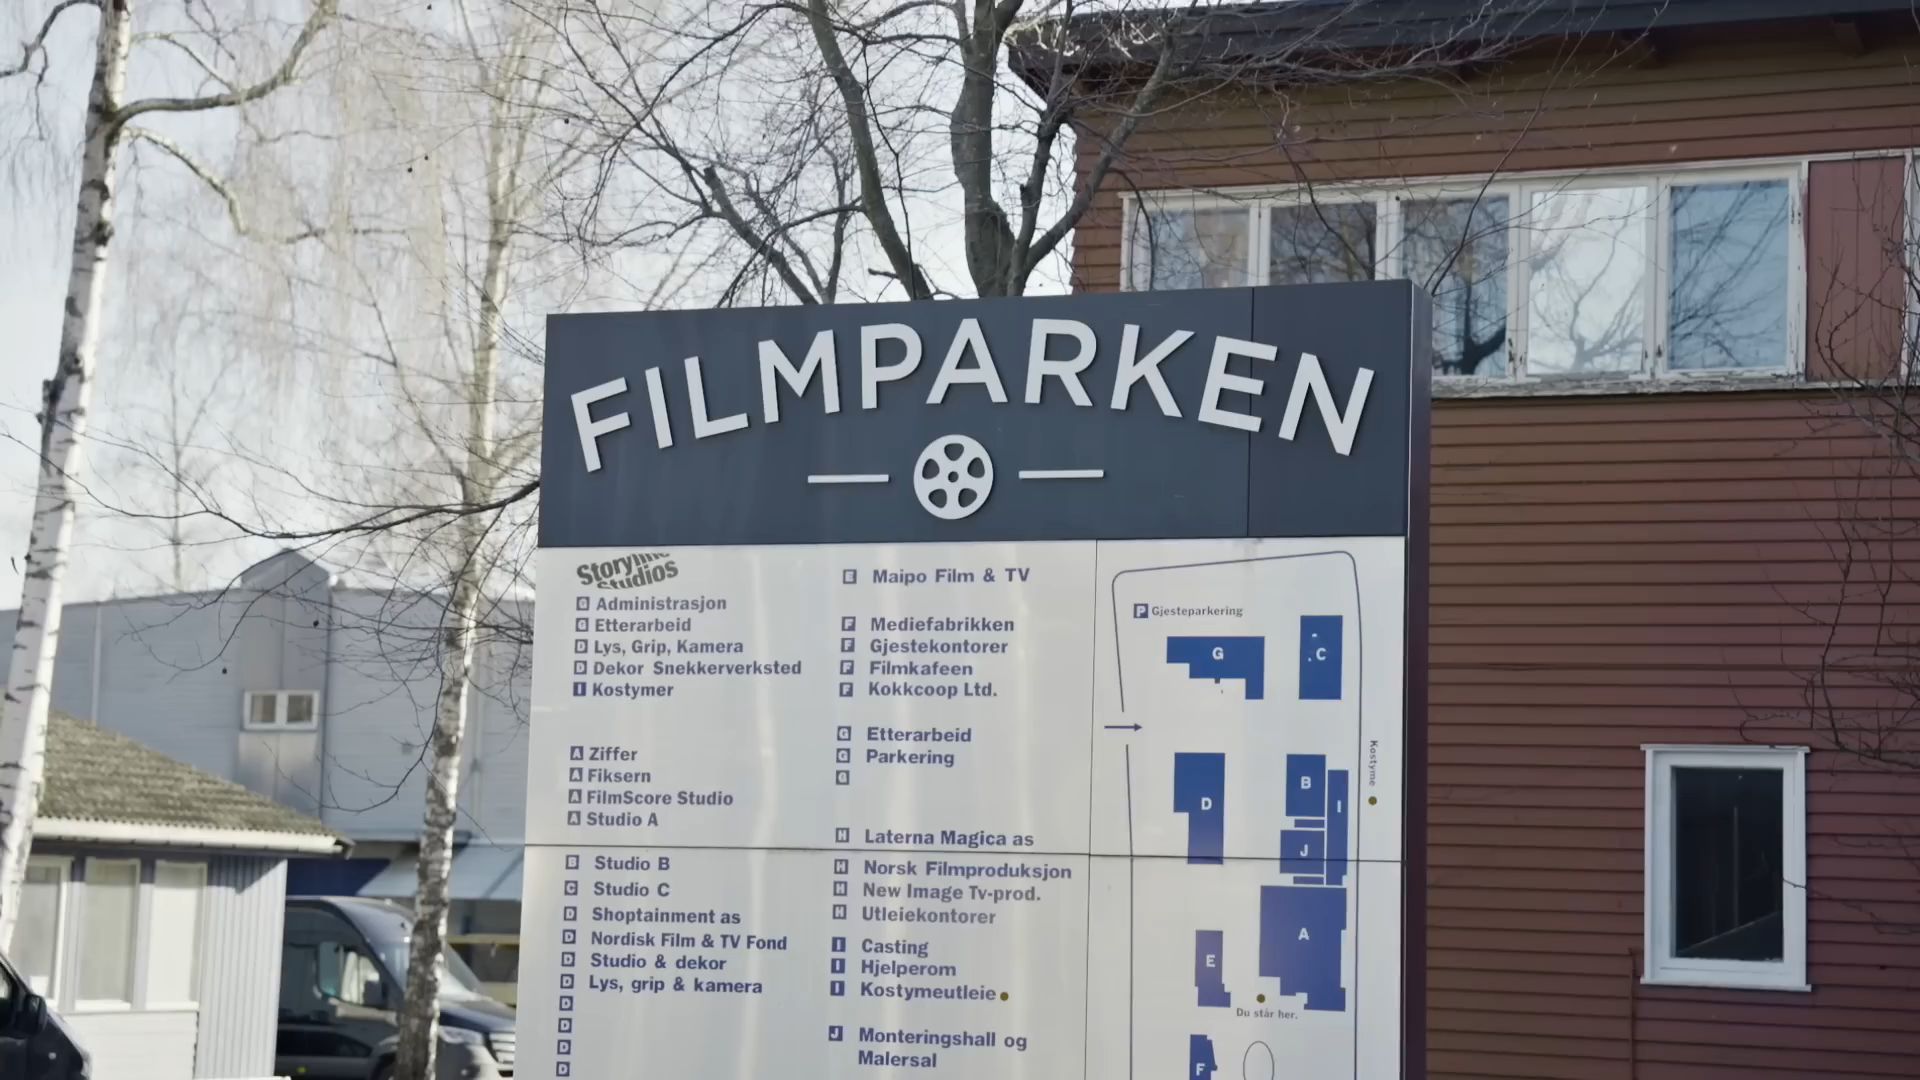 FILMPARKEN
Storyline
Studios
G Administrasjon
G Etterarbeid
D Lys, Grip, Kamera
D Dekor Snekkerverksted
I Kostymer
A Ziffer
A Fiksern
A FilmScore Studio
A Studio A
B Studio B
C Studio C
D Shoptainment as
D Nordisk Film & TV Fond
D Studio & dekor
D Lys, grip & kamera
D
D
D
D
E Maipo Film & TV
F Mediefabrikken
F Gjestekontorer
F Filmkafeen
F Kokkcoop Ltd.
G Etterarbeid
G Parkering
G
H Laterna Magica as
H Norsk Filmproduksjon
H New Image Tv-prod.
H Utleiekontorer
I Casting
I Hjelperom
I Kostymeutleie
J Monteringshall og
Malersal
P Gjesteparkering
G
C
Kostyme
D
B
I
J
A
E
Du står her.
F